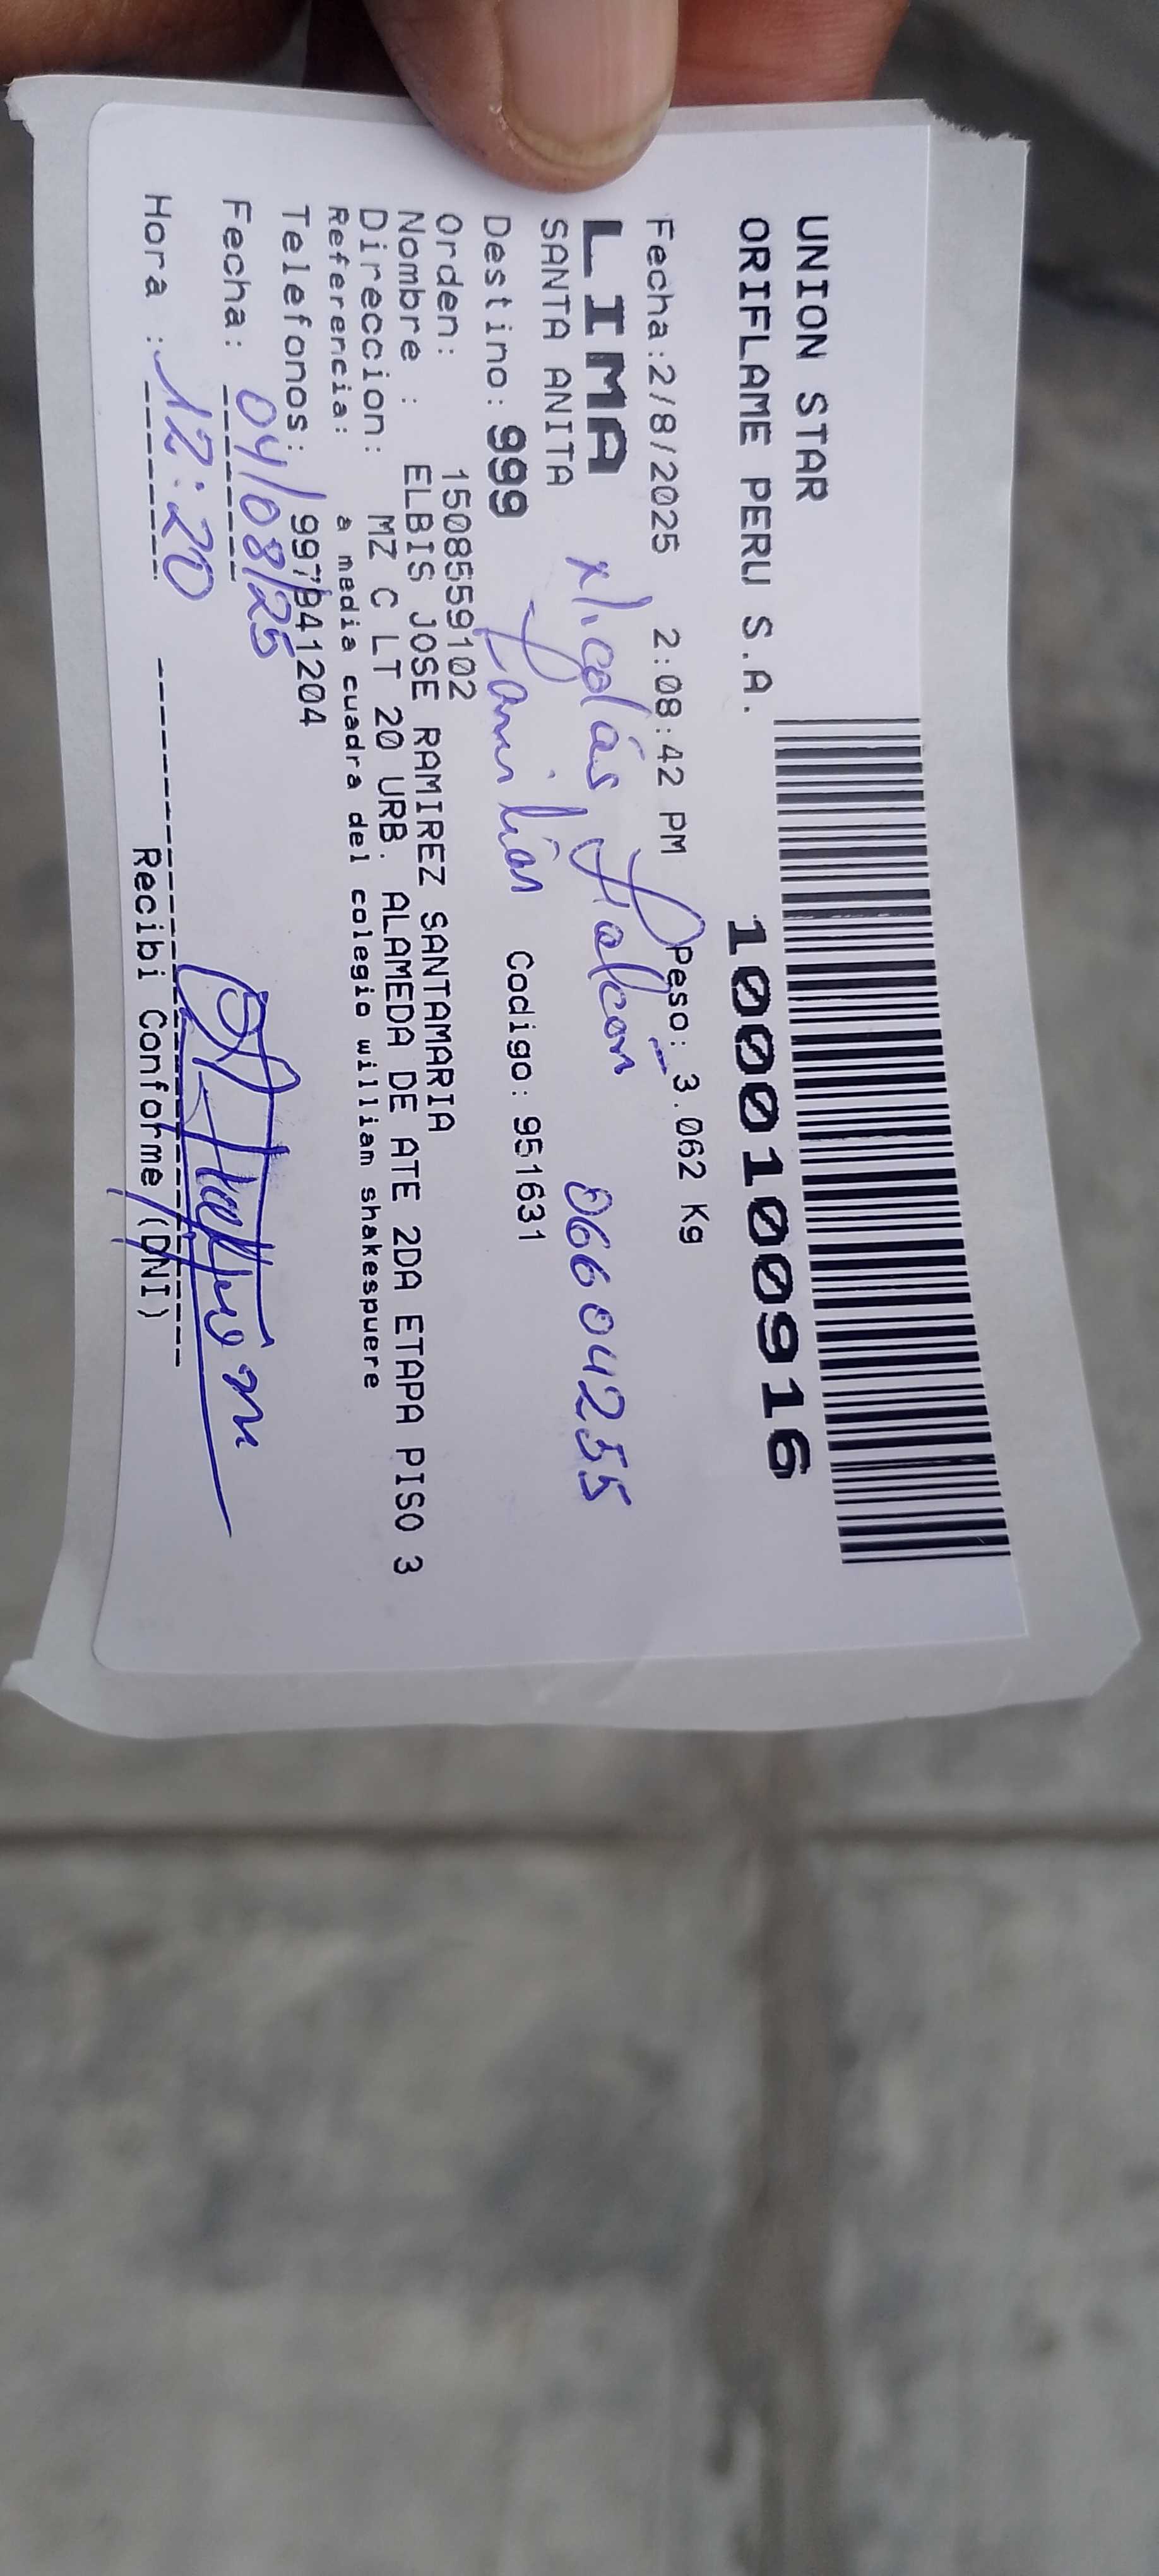 UNION STAR
ORIFLAME PERU S.A.
1000100916
Fecha:2/8/2025 2:08:42 PM Peso: 3.062 Kg
LIMA Nicolás Falcon 06604255
SANTA ANITA
Destino: 999 Familiar Codigo: 951631
Orden: 1508559102
Nombre : ELBIS JOSE RAMIREZ SANTAMARIA
Direccion: MZ C LT 20 URB. ALAMEDA DE ATE 2DA ETAPA PISO 3
Referencia: a media cuadra del colegio william shakespuere
Telefonos: /997841204
Fecha: 04/08/25
Hora : 12:20
Recibi Conforme (DNI)